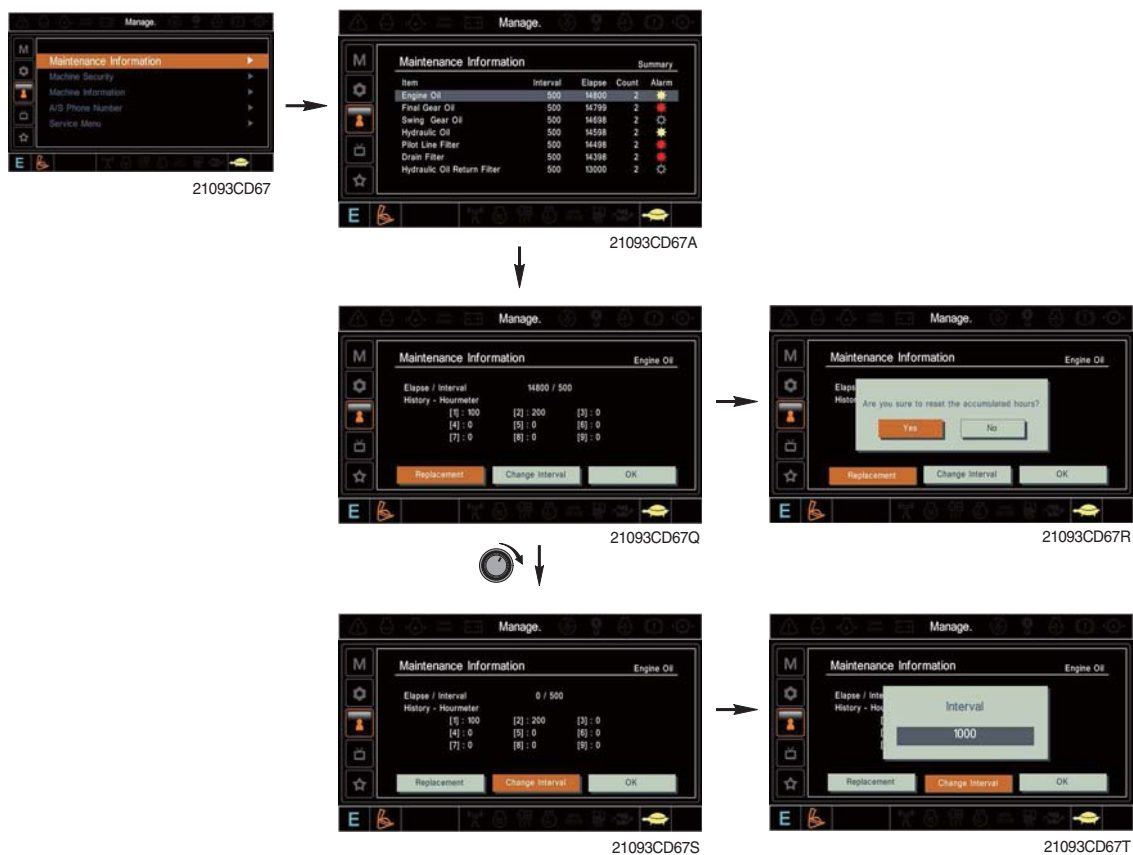 Manage.
M
Maintenance Information
Machine Security
Machine Information
A/S Phone Number
Service Menu
E
21093CD67
Manage.
M
Maintenance Information Summary
Item Interval Elapse Count Alarm
Engine Oil 500 14800 2
Final Gear Oil 500 14799 2
Swing Gear Oil 500 14698 2
Hydraulic Oil 500 14598 2
Pilot Line Filter 500 14498 2
Drain Filter 500 14398 2
Hydraulic Oil Return Filter 500 13000 2
E
21093CD67A
Manage.
M
Maintenance Information Engine Oil
Elapse / Interval 14800 / 500
History - Hourmeter
[1] : 100 [2] : 200 [3] : 0
[4] : 0 [5] : 0 [6] : 0
[7] : 0 [8] : 0 [9] : 0
Replacement Change Interval OK
E
21093CD67Q
Manage.
M
Maintenance Information Engine Oil
Elaps
Histor
Are you sure to reset the accumulated hours?
Yes No
Replacement Change Interval OK
E
21093CD67R
Manage.
M
Maintenance Information Engine Oil
Elapse / Interval 0 / 500
History - Hourmeter
[1] : 100 [2] : 200 [3] : 0
[4] : 0 [5] : 0 [6] : 0
[7] : 0 [8] : 0 [9] : 0
Replacement Change Interval OK
E
21093CD67S
Manage.
M
Maintenance Information Engine Oil
Elapse / Inte
History - Hou
Interval
1000
Replacement Change Interval OK
E
21093CD67T